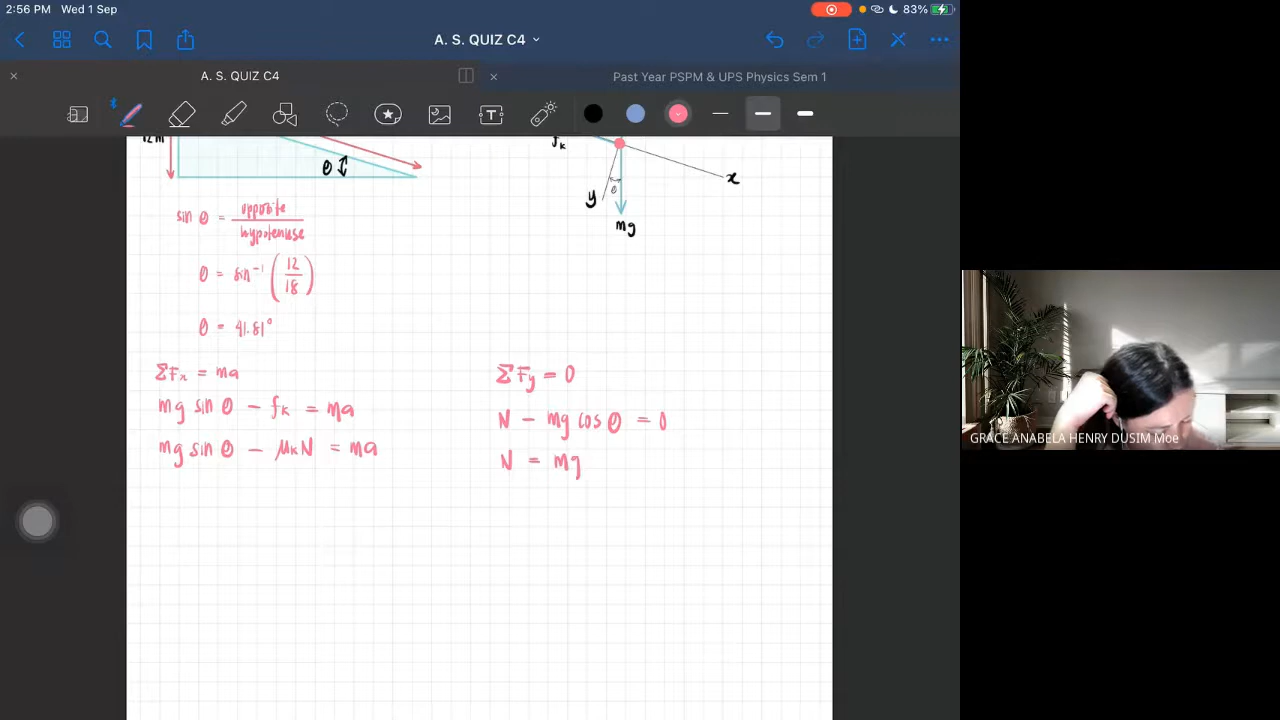 2:56 PM Wed 1 Sep
83%
A. S. QUIZ C4
A. S. QUIZ C4
Past Year PSPM & UPS Physics Sem 1
12m
θ
fk
x
y
θ
mg
sin θ = opposite / hypotenuse
θ = sin⁻¹ (12/18)
θ = 41.81°
ΣFx = ma
mg sin θ − fk = ma
mg sin θ − μkN = ma
ΣFy = 0
N − mg cos θ = 0
N = mg
GRACE ANABELA HENRY DUSIM Moe